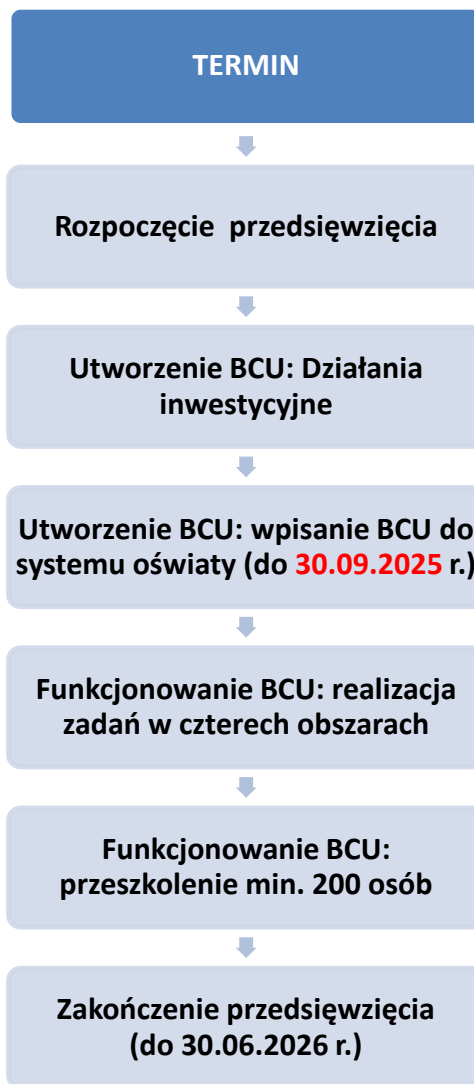 TERMIN
Rozpoczęcie przedsięwzięcia
Utworzenie BCU: Działania
inwestycyjne
Utworzenie BCU: wpisanie BCU do
systemu oświaty (do 30.09.2025 r.)
Funkcjonowanie BCU: realizacja
zadań w czterech obszarach
Funkcjonowanie BCU:
przeszkolenie min. 200 osób
Zakończenie przedsięwzięcia
(do 30.06.2026 r.)